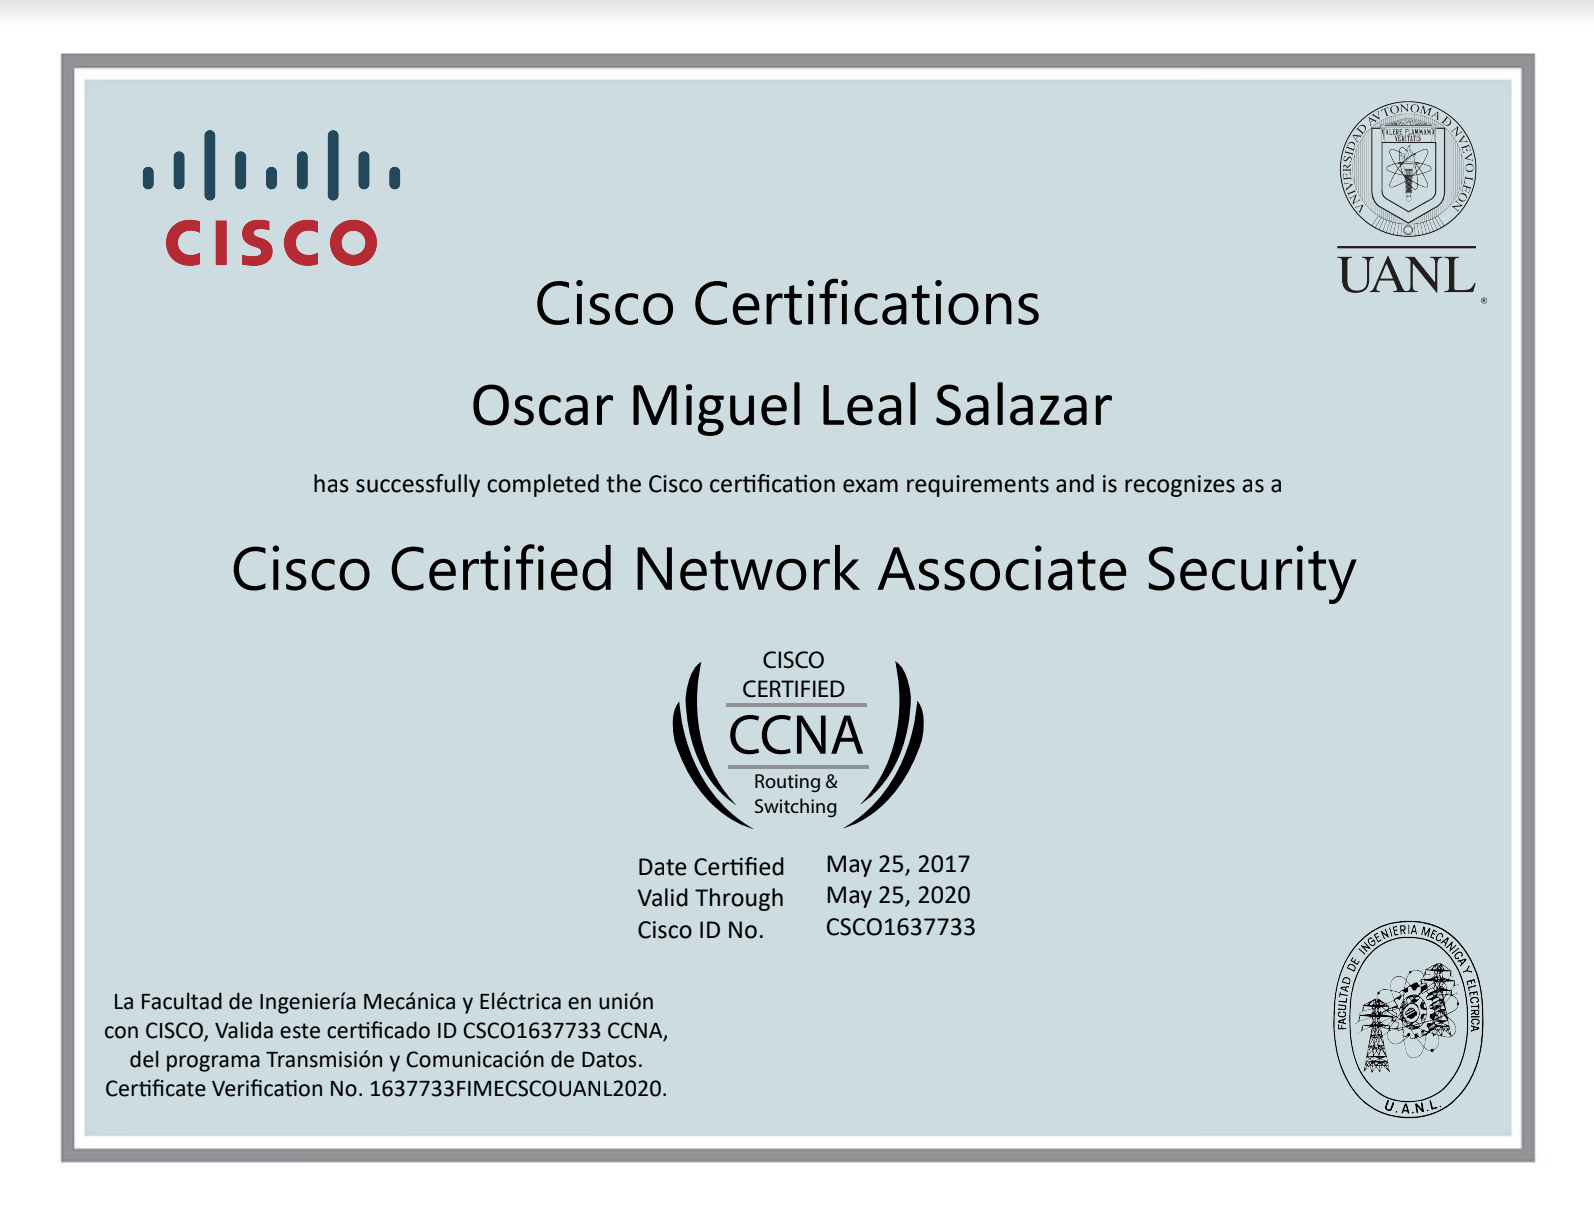 CISCO
UNIVERSIDAD AVTONOMA D NVEVO LEON
VALERE FLAMMAM
VERITATIS
UANL
®
Cisco Certifications
Oscar Miguel Leal Salazar
has successfully completed the Cisco certification exam requirements and is recognizes as a
Cisco Certified Network Associate Security
CISCO
CERTIFIED
CCNA
Routing &
Switching
Date Certified May 25, 2017
Valid Through May 25, 2020
Cisco ID No. CSCO1637733
La Facultad de Ingeniería Mecánica y Eléctrica en unión
con CISCO, Valida este certificado ID CSCO1637733 CCNA,
del programa Transmisión y Comunicación de Datos.
Certificate Verification No. 1637733FIMECSCOUANL2020.
FACULTAD DE INGENIERIA MECANICA Y ELECTRICA
U.A.N.L.